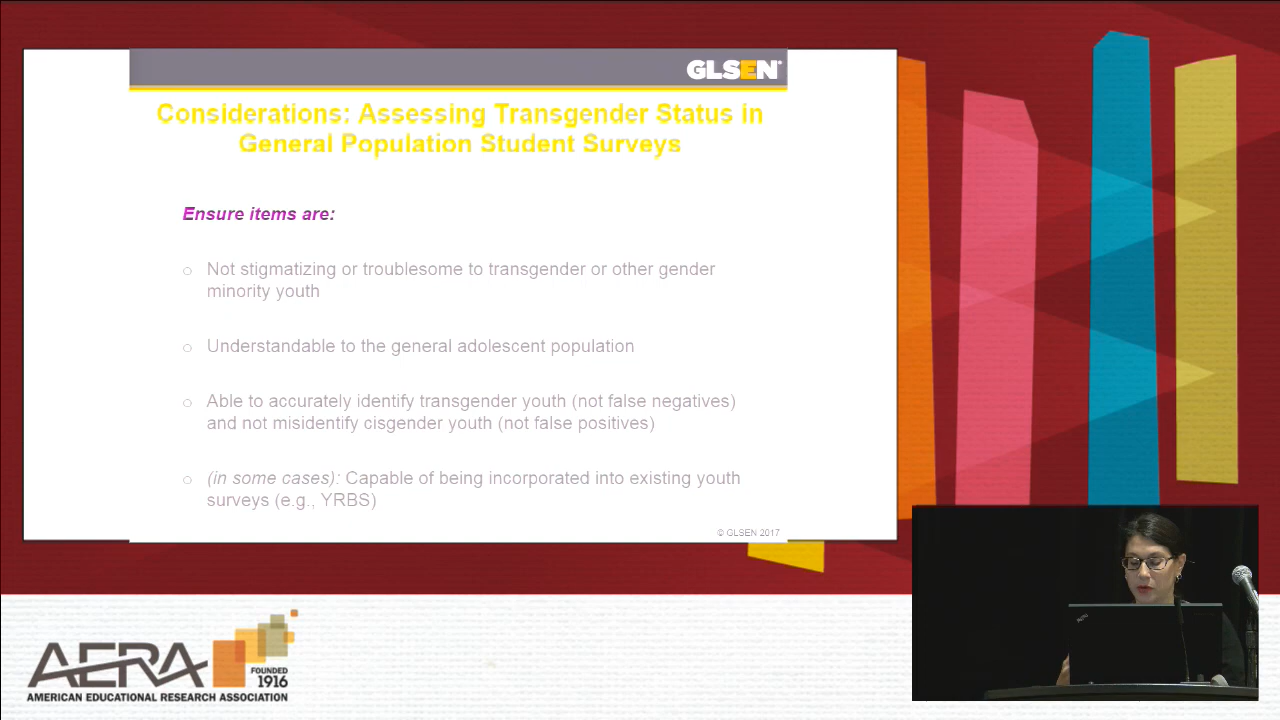 GLSEN®
Considerations: Assessing Transgender Status in
General Population Student Surveys
Ensure items are:
○ Not stigmatizing or troublesome to transgender or other gender
minority youth
○ Understandable to the general adolescent population
○ Able to accurately identify transgender youth (not false negatives)
and not misidentify cisgender youth (not false positives)
○ (in some cases): Capable of being incorporated into existing youth
surveys (e.g., YRBS)
© GLSEN 2017
AERA
FOUNDED
1916
AMERICAN EDUCATIONAL RESEARCH ASSOCIATION